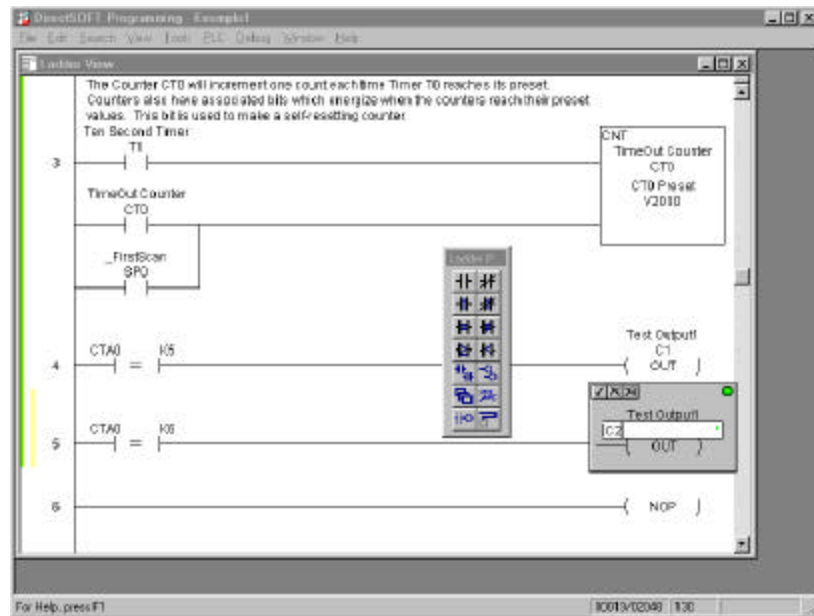 DirectSOFT Programming - Example1
File Edit Search View Tools PLC Debug Window Help
Ladder View
The Counter CT0 will increment one count each time Timer T0 reaches its preset.
Counters also have associated bits which energize when the counters reach their preset
values. This bit is used to make a self-resetting counter.
Ten Second Timer
3
CNT
TimeOut Counter
CT0
CT0 Preset
V2000
TimeOut Counter
CT0
_FirstScan
SP0
Ladder P
4
CTA0 = K5
Test Output1
C1
OUT
5
CTA0 = K6
Test Output1
C2
OUT
6
NOP
For Help, press F1
00019/02048 130